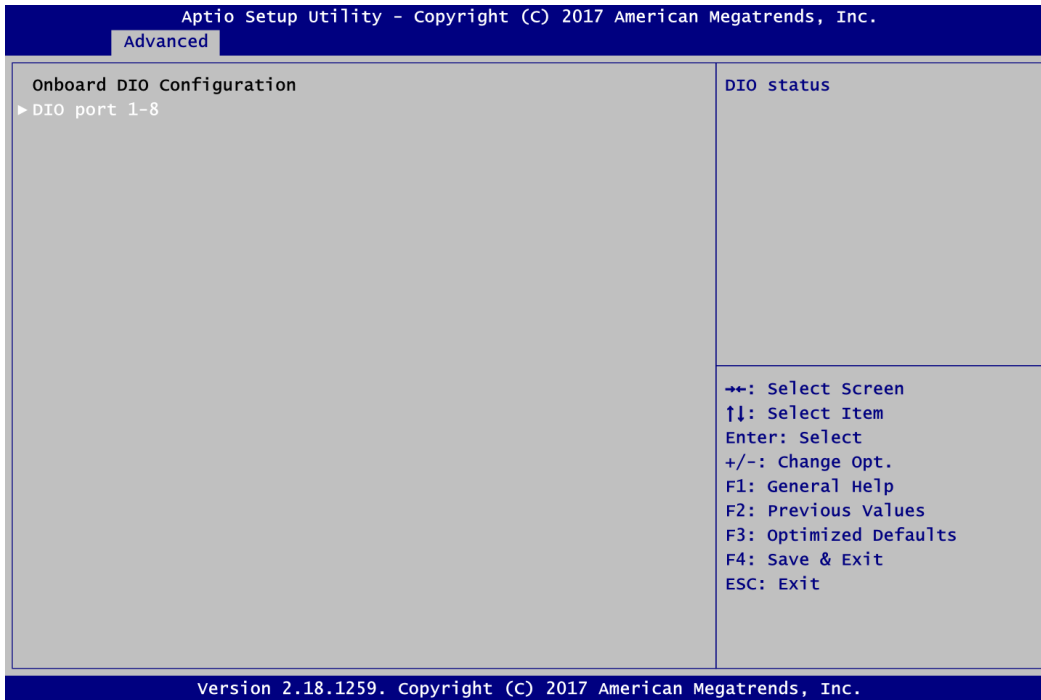 Aptio Setup Utility - Copyright (C) 2017 American Megatrends, Inc.
Advanced
Onboard DIO Configuration
►DIO port 1-8
DIO status
→←: Select Screen
↑↓: Select Item
Enter: Select
+/-: Change Opt.
F1: General Help
F2: Previous Values
F3: Optimized Defaults
F4: Save & Exit
ESC: Exit
Version 2.18.1259. Copyright (C) 2017 American Megatrends, Inc.